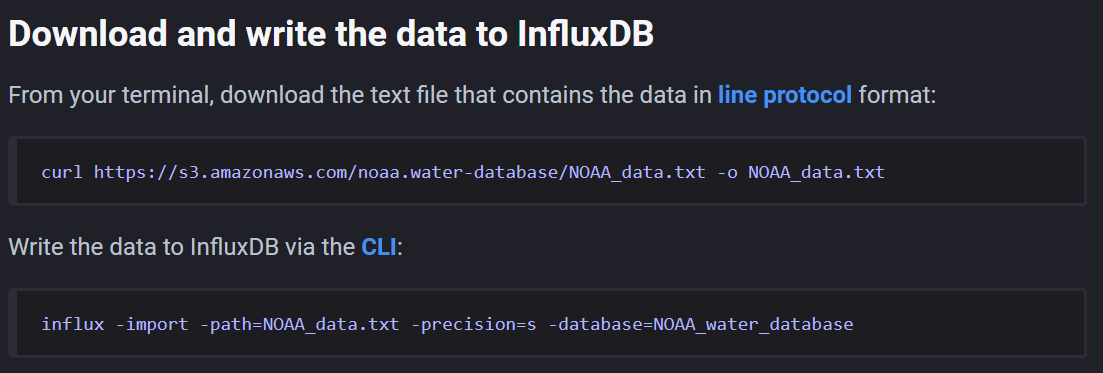 Download and write the data to InfluxDB
From your terminal, download the text file that contains the data in line protocol format:
curl https://s3.amazonaws.com/noaa.water-database/NOAA_data.txt -o NOAA_data.txt
Write the data to InfluxDB via the CLI:
influx -import -path=NOAA_data.txt -precision=s -database=NOAA_water_database